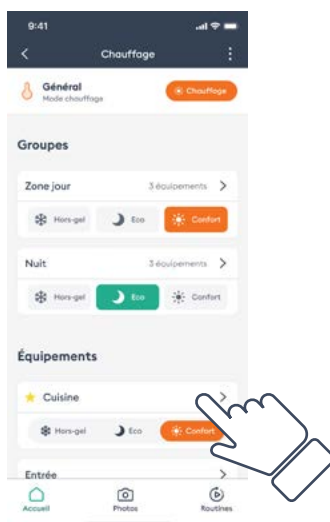 9:41
Chauffage
Général
Mode chauffage
Chauffage
Groupes
Zone jour 3 équipements
Hors-gel Eco Confort
Nuit 3 équipements
Hors-gel Eco Confort
Équipements
Cuisine
Hors-gel Eco Confort
Entrée
Accueil Photos Routines